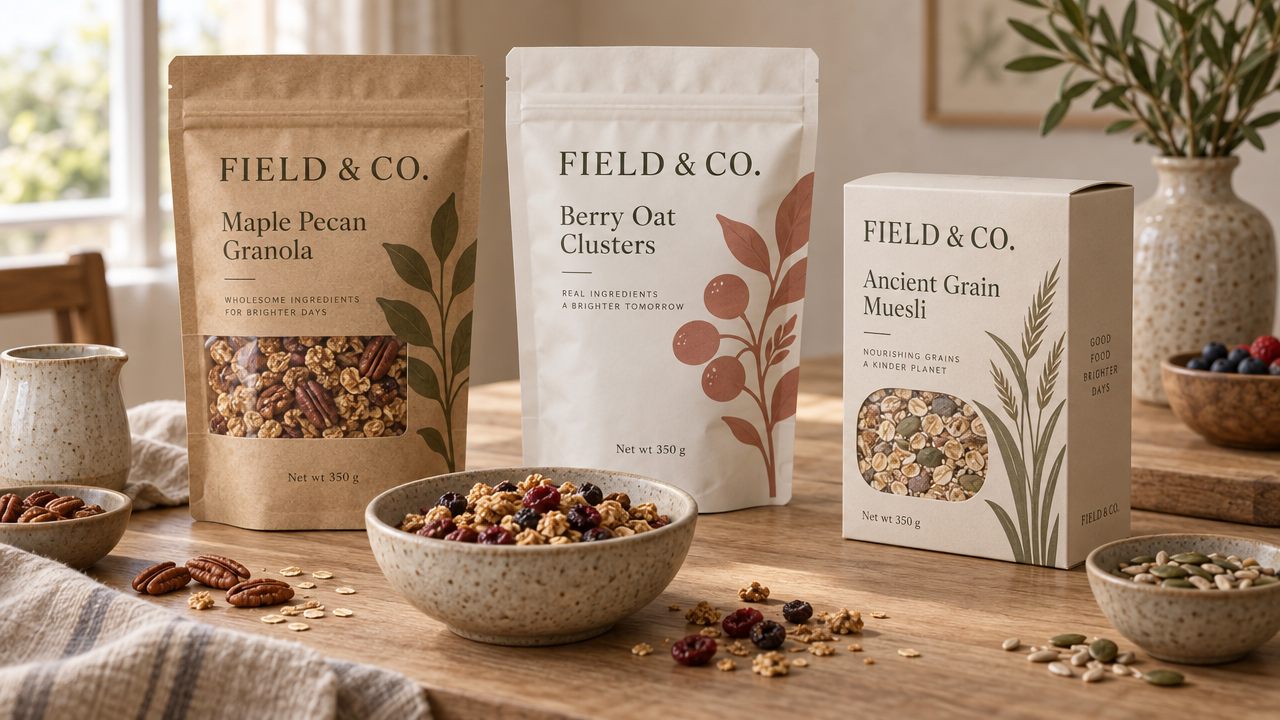 FIELD & CO.
Maple Pecan
Granola
WHOLESOME INGREDIENTS
FOR BRIGHTER DAYS
Net wt 350 g
FIELD & CO.
Berry Oat
Clusters
REAL INGREDIENTS
A BRIGHTER TOMORROW
Net wt 350 g
FIELD & CO.
Ancient Grain
Muesli
NOURISHING GRAINS
A KINDER PLANET
Net wt 350 g
GOOD
FOOD
BRIGHTER
DAYS
FIELD & CO.